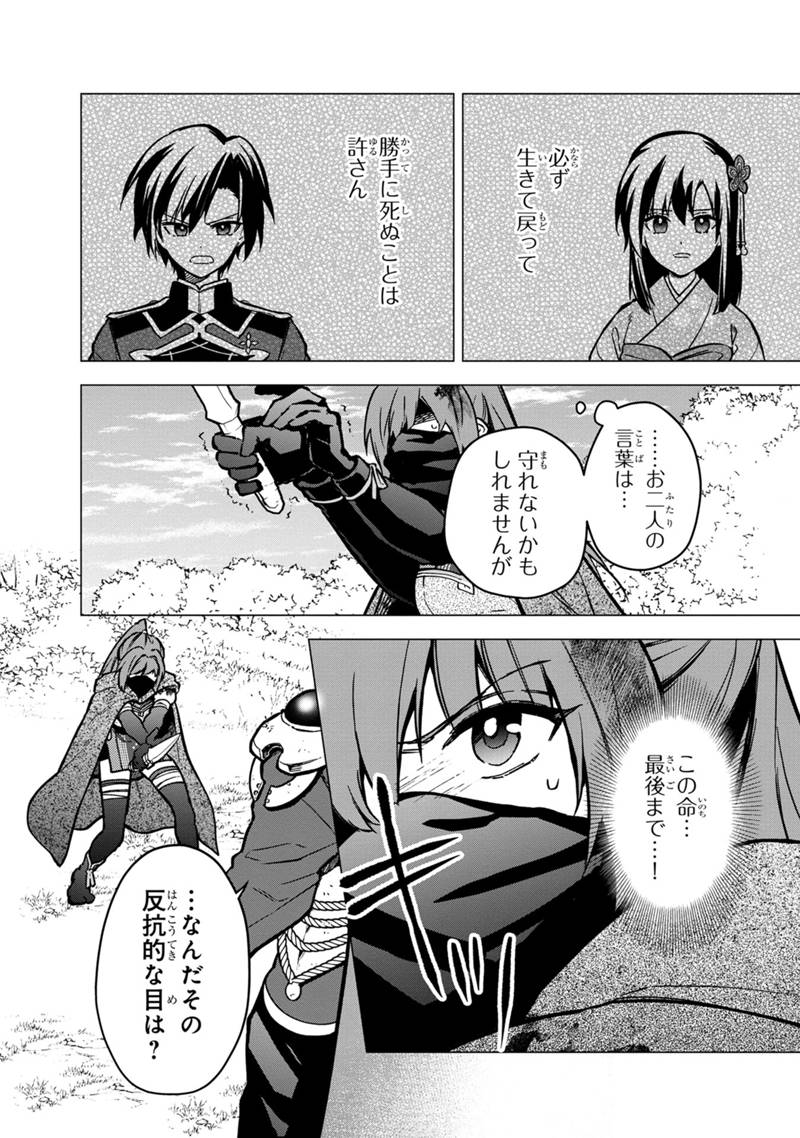 必ず
生きて戻って
勝手に死ぬことは
許さん
……お二人の
言葉は…
守れないかも
しれませんが
この命…
最後まで…！
キッ
…なんだその
反抗的な目は？